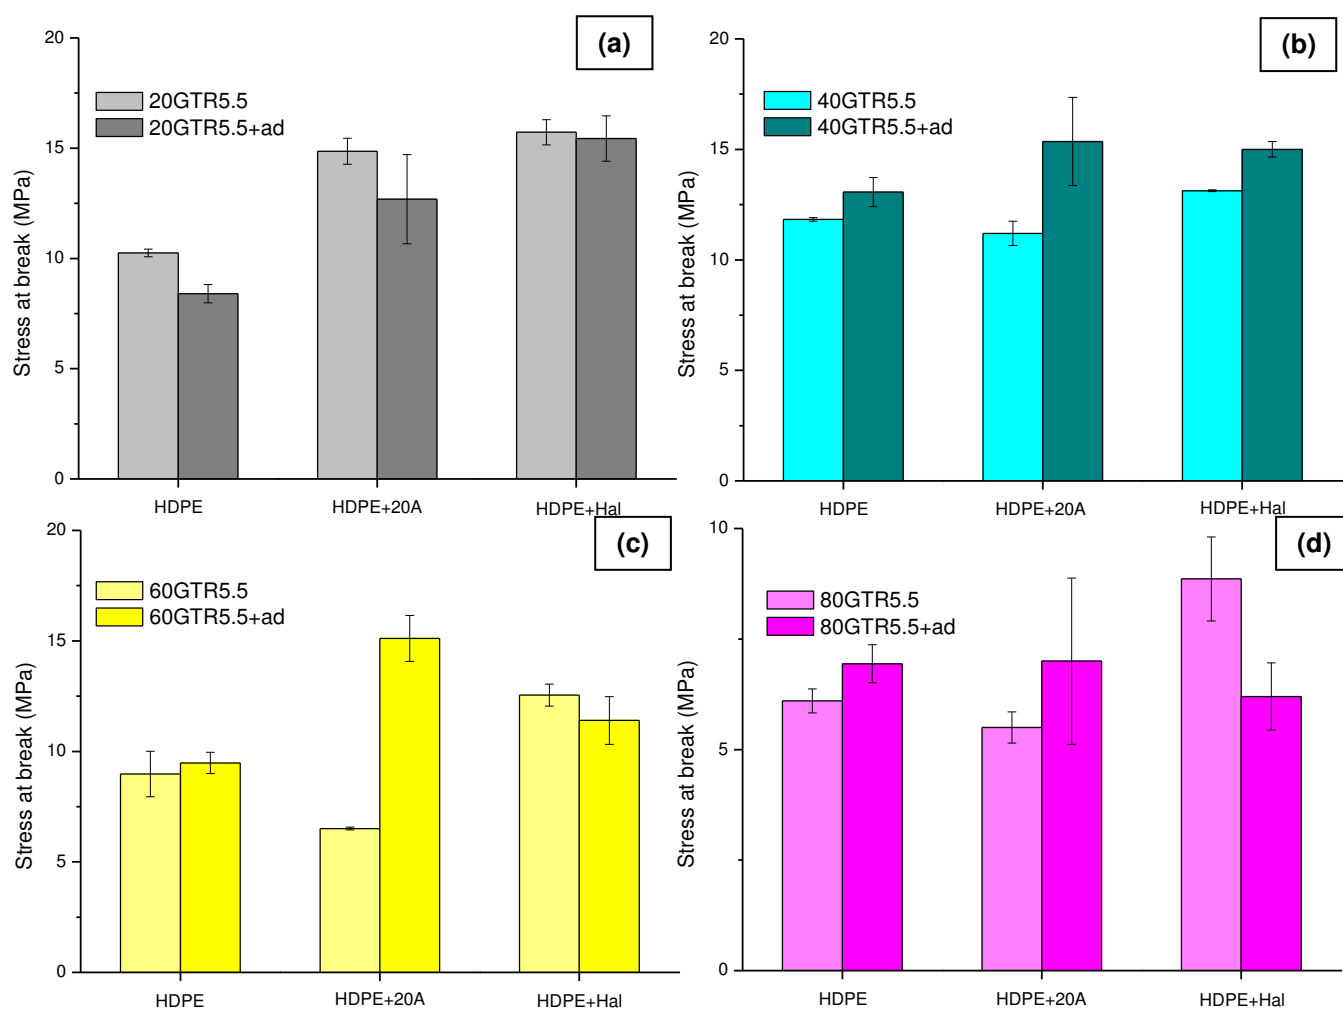 (a)
20
15
10
5
0
Stress at break (MPa)
20GTR5.5
20GTR5.5+ad
HDPE
HDPE+20A
HDPE+Hal
(b)
20
15
10
5
0
Stress at break (MPa)
40GTR5.5
40GTR5.5+ad
HDPE
HDPE+20A
HDPE+Hal
(c)
20
15
10
5
0
Stress at break (MPa)
60GTR5.5
60GTR5.5+ad
HDPE
HDPE+20A
HDPE+Hal
(d)
10
5
0
Stress at break (MPa)
80GTR5.5
80GTR5.5+ad
HDPE
HDPE+20A
HDPE+Hal